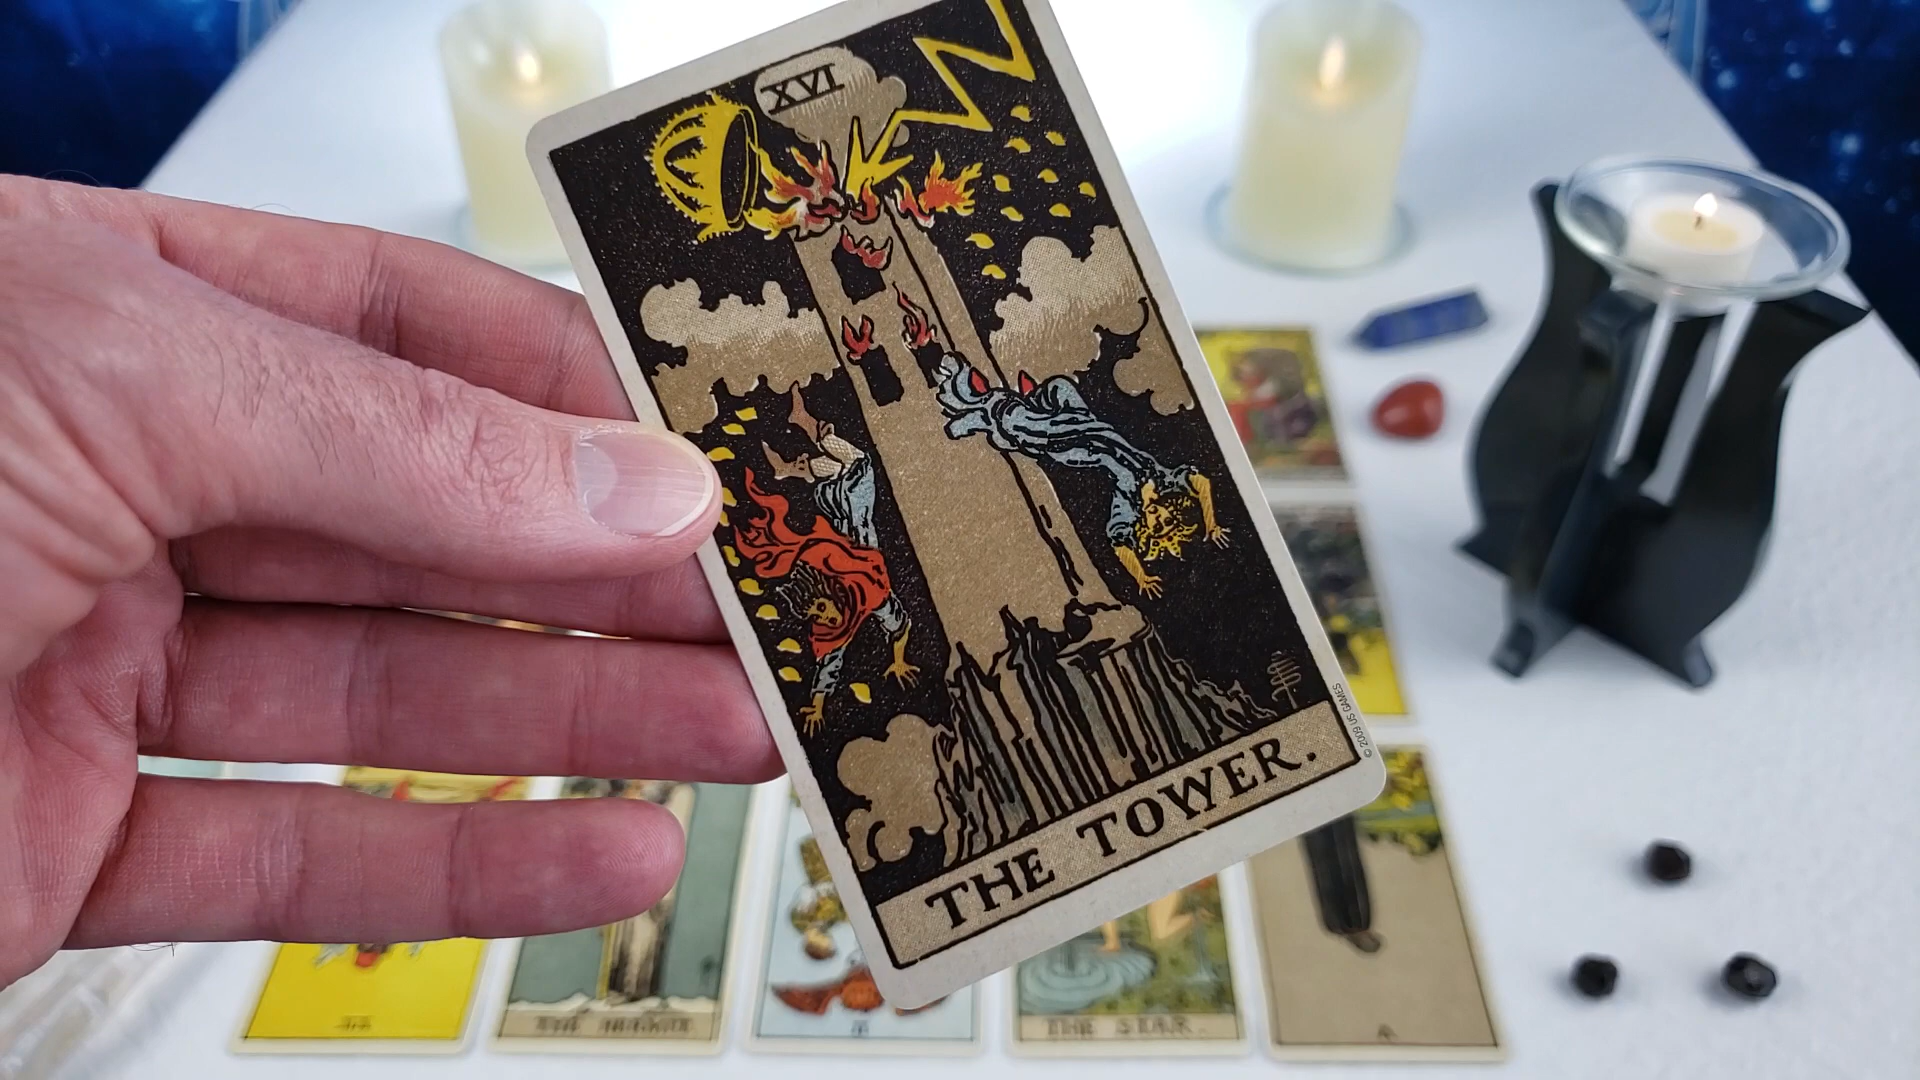 XVI
THE TOWER.
© 2009 US GAMES
THE HERMIT.
THE STAR.